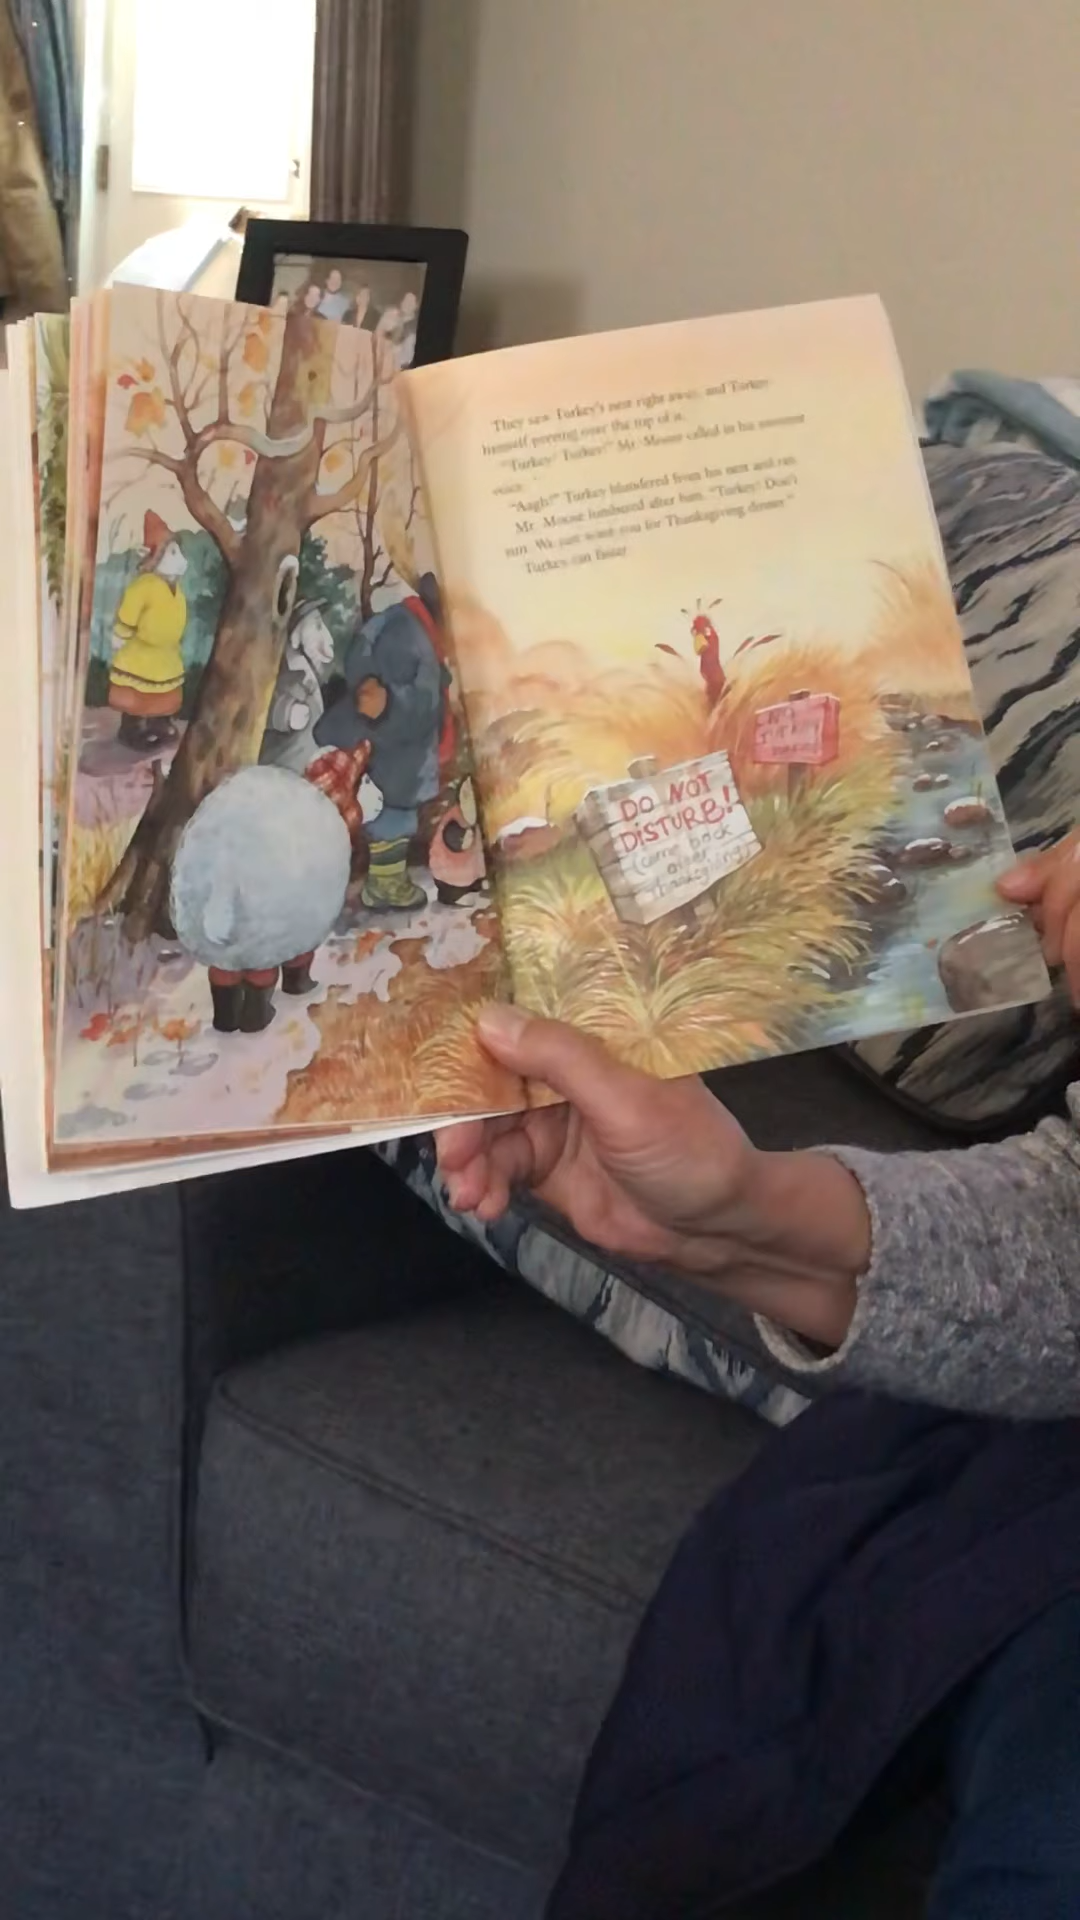 They saw Turkey's nest right away, and Turkey
himself peering over the top of it.
"Turkey! Turkey!" Mr. Moose called in his sweetest
voice.
"Aagh!" Turkey blundered from his nest and ran.
Mr. Moose lumbered after him. "Turkey! Don't
run. We just want you for Thanksgiving dinner."
Turkey ran faster.
NO
TURKEY
DO NOT
DISTURB!
(come back
after
Thanksgiving)